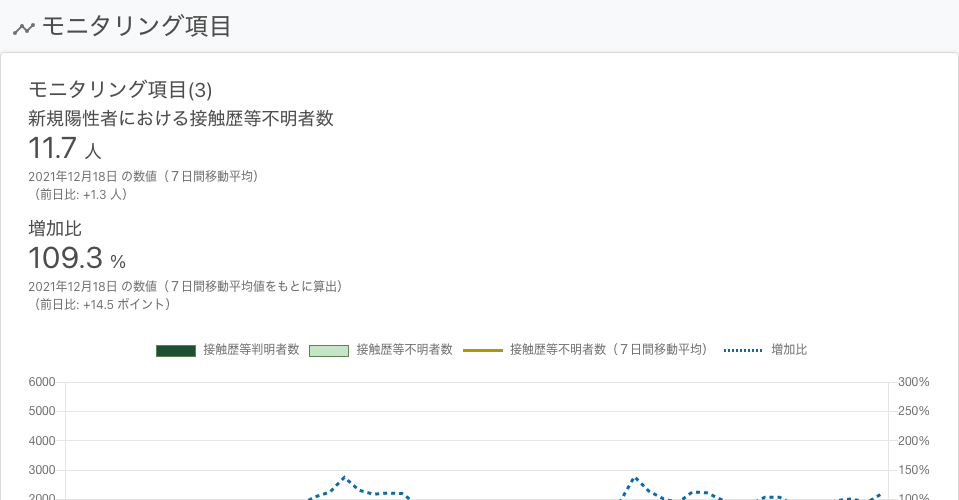 モニタリング項目
モニタリング項目(3)
新規陽性者における接触歴等不明者数
11.7 人
2021年12月18日 の数値（７日間移動平均）
（前日比: +1.3 人）
増加比
109.3 %
2021年12月18日 の数値（７日間移動平均値をもとに算出）
（前日比: +14.5 ポイント）
接触歴等判明者数 接触歴等不明者数 接触歴等不明者数（７日間移動平均） 増加比
6000 300%
5000 250%
4000 200%
3000 150%
2000 100%